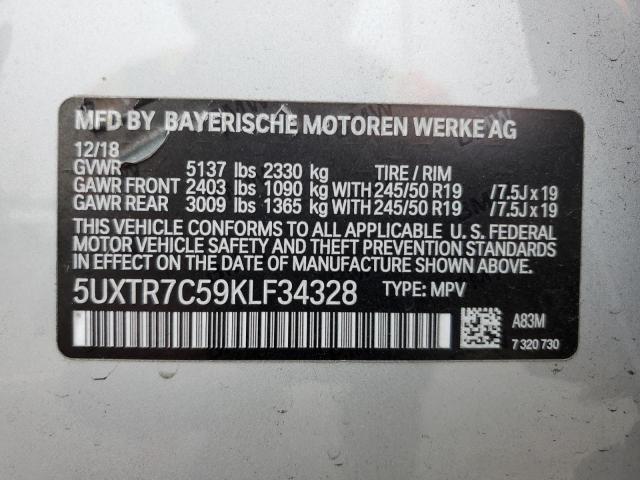 MFD BY BAYERISCHE MOTOREN WERKE AG
12/18
GVWR 5137 lbs 2330 kg TIRE / RIM
GAWR FRONT 2403 lbs 1090 kg WITH 245/50 R19 /7.5J x 19
GAWR REAR 3009 lbs 1365 kg WITH 245/50 R19 /7.5J x 19
THIS VEHICLE CONFORMS TO ALL APPLICABLE U. S. FEDERAL
MOTOR VEHICLE SAFETY AND THEFT PREVENTION STANDARDS
IN EFFECT ON THE DATE OF MANUFACTURE SHOWN ABOVE.
5UXTR7C59KLF34328 TYPE: MPV
A83M
7 320 730